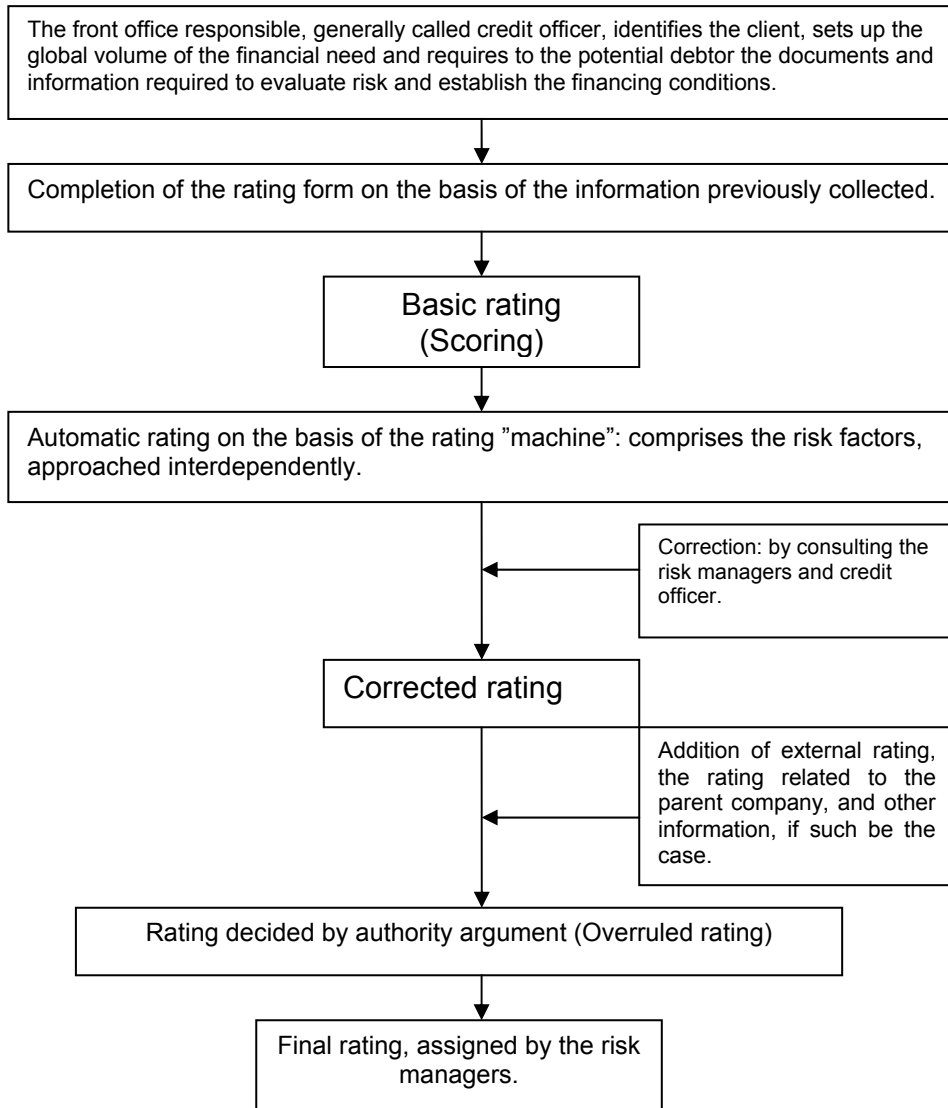 The front office responsible, generally called credit officer, identifies the client, sets up the
global volume of the financial need and requires to the potential debtor the documents and
information required to evaluate risk and establish the financing conditions.
Completion of the rating form on the basis of the information previously collected.
Basic rating
(Scoring)
Automatic rating on the basis of the rating ”machine”: comprises the risk factors,
approached interdependently.
Correction: by consulting the
risk managers and credit
officer.
Corrected rating
Addition of external rating,
the rating related to the
parent company, and other
information, if such be the
case.
Rating decided by authority argument (Overruled rating)
Final rating, assigned by the risk
managers.